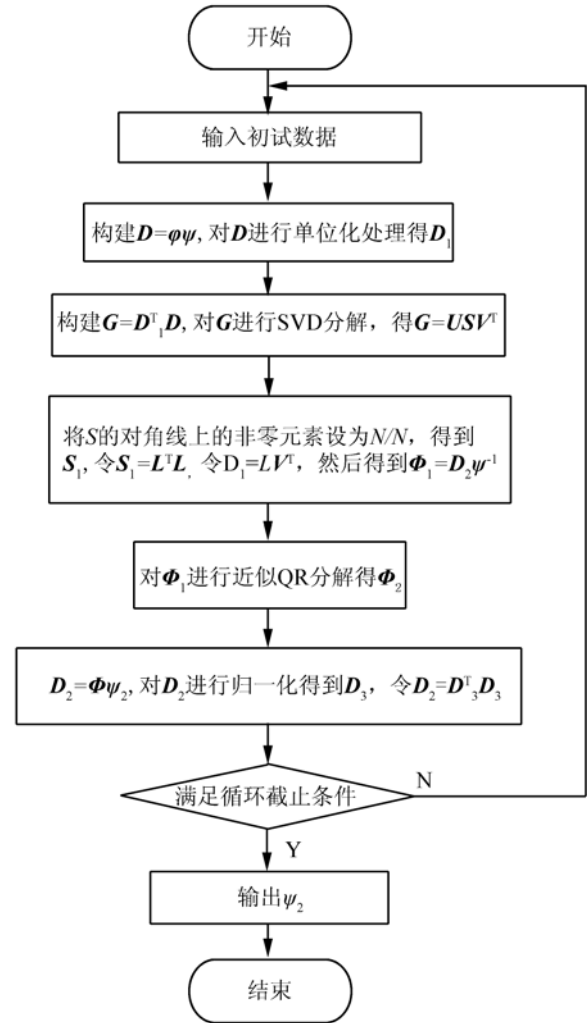 开始
输入初试数据
构建D=φψ, 对D进行单位化处理得D₁
构建G=Dᵀ₁D, 对G进行SVD分解，得G=USVᵀ
将S的对角线上的非零元素设为N/N，得到
S₁, 令S₁=LᵀL, 令D₁=LVᵀ，然后得到Φ₁=D₂ψ⁻¹
对Φ₁进行近似QR分解得Φ₂
D₂=Φψ₂, 对D₂进行归一化得到D₃，令D₂=Dᵀ₃D₃
满足循环截止条件
N
Y
输出ψ₂
结束